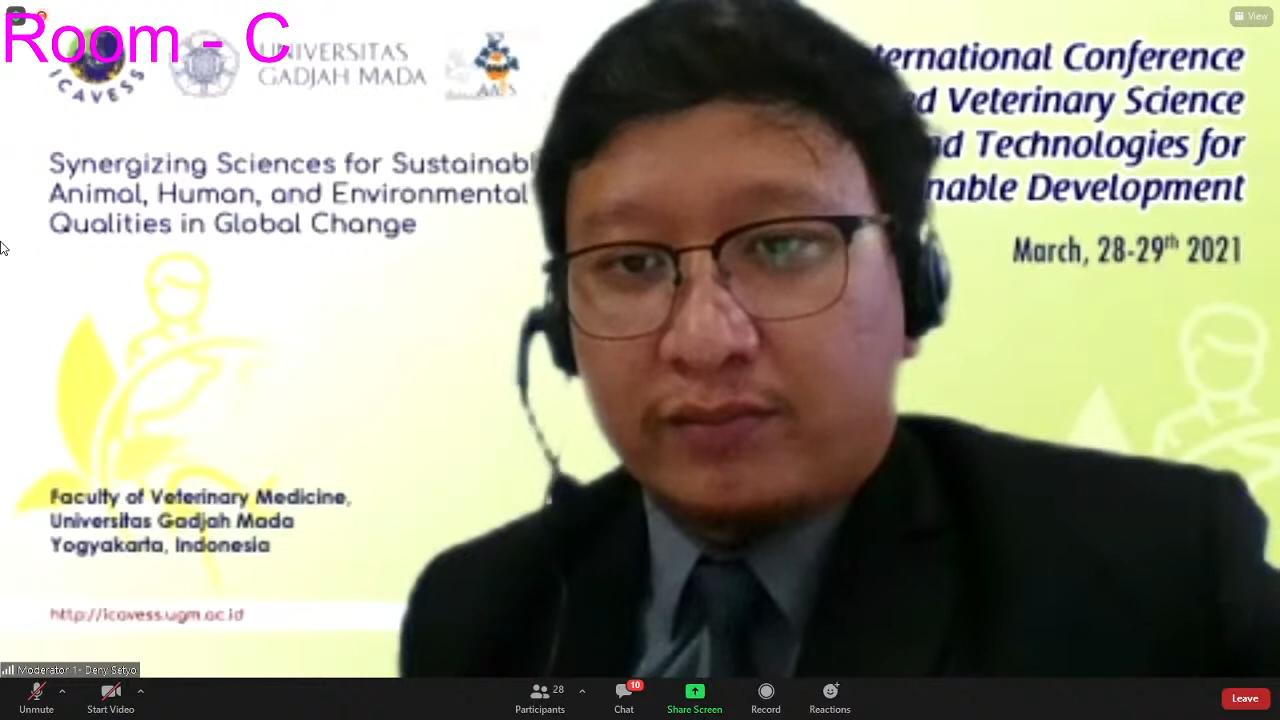 Room - C
View
ICAVESS
UNIVERSITAS
GADJAH MADA
Synergizing Sciences for Sustainabl
Animal, Human, and Environmental
Qualities in Global Change
ternational Conference
ed Veterinary Science
nd Technologies for
nable Development
March, 28-29th 2021
Faculty of Veterinary Medicine,
Universitas Gadjah Mada
Yogyakarta, Indonesia
http://icavess.ugm.ac.id
Moderator 1- Deny Setyo
Unmute
Start Video
28
Participants
10
Chat
Share Screen
Record
Reactions
Leave